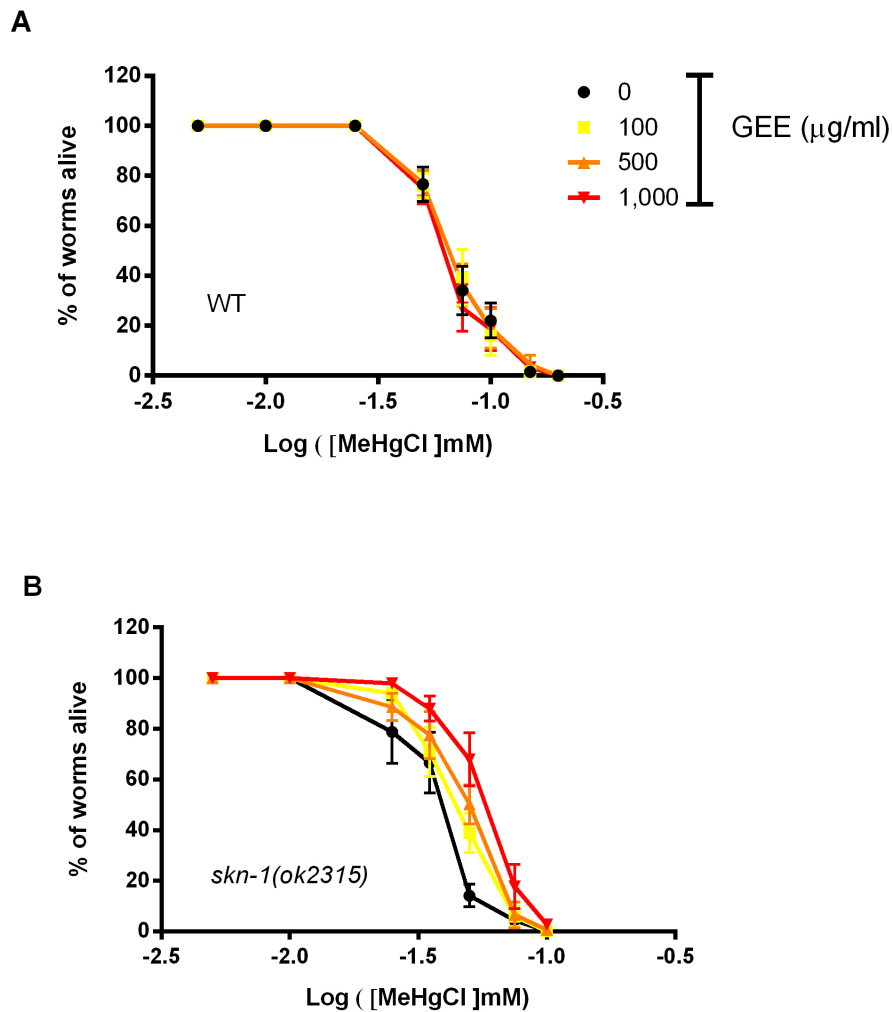 A
120
100
80
60
40
20
0
% of worms alive
WT
-2.5 -2.0 -1.5 -1.0 -0.5
Log ( [MeHgCl ]mM)
0
100
500
1,000
GEE (μg/ml)
B
120
100
80
60
40
20
0
% of worms alive
skn-1(ok2315)
-2.5 -2.0 -1.5 -1.0 -0.5
Log ( [MeHgCl ]mM)